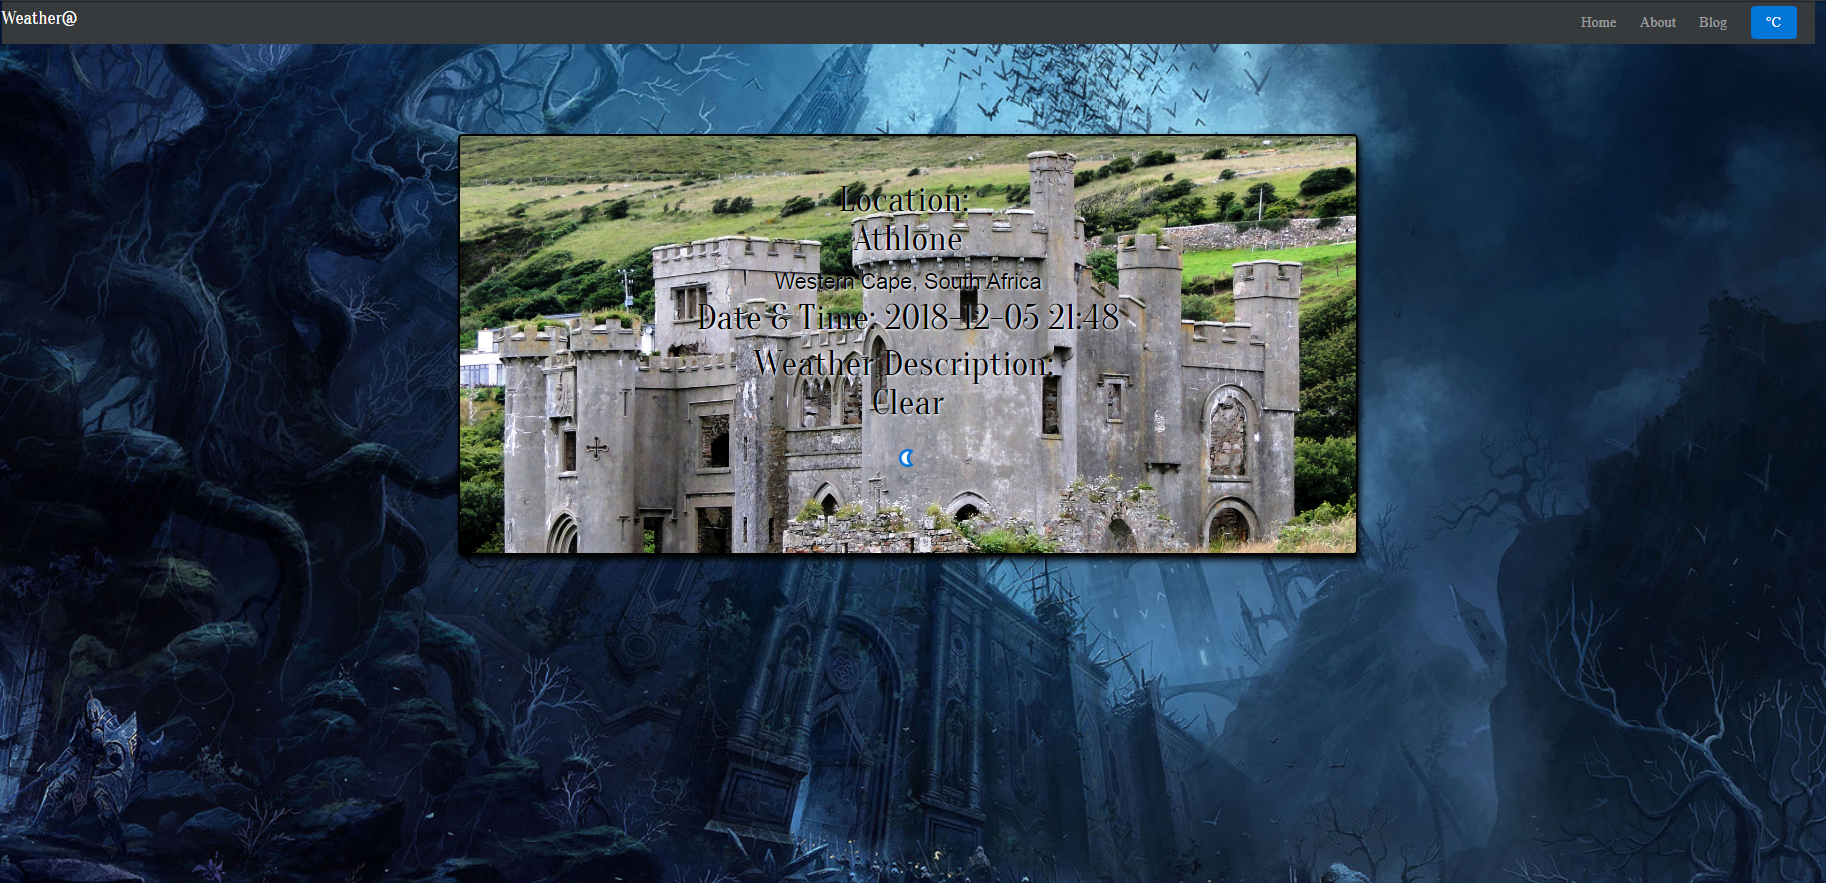 Weather@
Home About Blog °C
Location:
Athlone
Western Cape, South Africa
Date & Time: 2018-12-05 21:48
Weather Description:
Clear